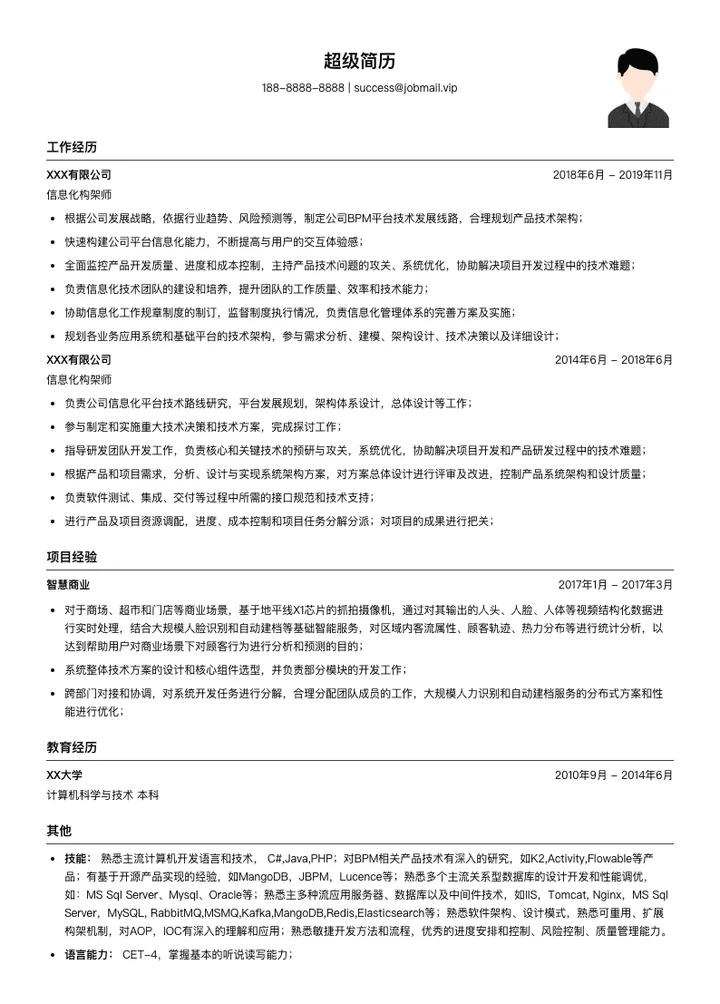 超级简历
188-8888-8888 | success@jobmail.vip
工作经历
XXX有限公司 2018年6月 - 2019年11月
信息化构架师
• 根据公司发展战略，依据行业趋势、风险预测等，制定公司BPM平台技术发展线路，合理规划产品技术架构；
• 快速构建公司平台信息化能力，不断提高与用户的交互体验感；
• 全面监控产品开发质量、进度和成本控制，主持产品技术问题的攻关、系统优化，协助解决项目开发过程中的技术难题；
• 负责信息化技术团队的建设和培养，提升团队的工作质量、效率和技术能力；
• 协助信息化工作规章制度的制订，监督制度执行情况，负责信息化管理体系的完善方案及实施；
• 规划各业务应用系统和基础平台的技术架构，参与需求分析、建模、架构设计、技术决策以及详细设计；
XXX有限公司 2014年6月 - 2018年6月
信息化构架师
• 负责公司信息化平台技术路线研究，平台发展规划，架构体系设计，总体设计等工作；
• 参与制定和实施重大技术决策和技术方案，完成探讨工作；
• 指导研发团队开发工作，负责核心和关键技术的预研与攻关，系统优化，协助解决项目开发和产品研发过程中的技术难题；
• 根据产品和项目需求，分析、设计与实现系统架构方案，对方案总体设计进行评审及改进，控制产品系统架构和设计质量；
• 负责软件测试、集成、交付等过程中所需的接口规范和技术支持；
• 进行产品及项目资源调配，进度、成本控制和项目任务分解分派；对项目的成果进行把关；
项目经验
智慧商业 2017年1月 - 2017年3月
• 对于商场、超市和门店等商业场景，基于地平线X1芯片的抓拍摄像机，通过对其输出的人头、人脸、人体等视频结构化数据进
行实时处理，结合大规模人脸识别和自动建档等基础智能服务，对区域内客流属性、顾客轨迹、热力分布等进行统计分析，以
达到帮助用户对商业场景下对顾客行为进行分析和预测的目的；
• 系统整体技术方案的设计和核心组件选型，并负责部分模块的开发工作；
• 跨部门对接和协调，对系统开发任务进行分解，合理分配团队成员的工作，大规模人力识别和自动建档服务的分布式方案和性
能进行优化；
教育经历
XX大学 2010年9月 - 2014年6月
计算机科学与技术 本科
其他
• 技能： 熟悉主流计算机开发语言和技术， C#,Java,PHP；对BPM相关产品技术有深入的研究，如K2,Activity,Flowable等产
品；有基于开源产品实现的经验，如MangoDB，JBPM，Lucence等；熟悉多个主流关系型数据库的设计开发和性能调优，
如：MS Sql Server、Mysql、Oracle等；熟悉主多种流应用服务器、数据库以及中间件技术，如IIS，Tomcat, Nginx，MS Sql
Server，MySQL, RabbitMQ,MSMQ,Kafka,MangoDB,Redis,Elasticsearch等；熟悉软件架构、设计模式，熟悉可重用、扩展
构架机制，对AOP，IOC有深入的理解和应用；熟悉敏捷开发方法和流程，优秀的进度安排和控制、风险控制、质量管理能力。
• 语言能力： CET-4，掌握基本的听说读写能力；